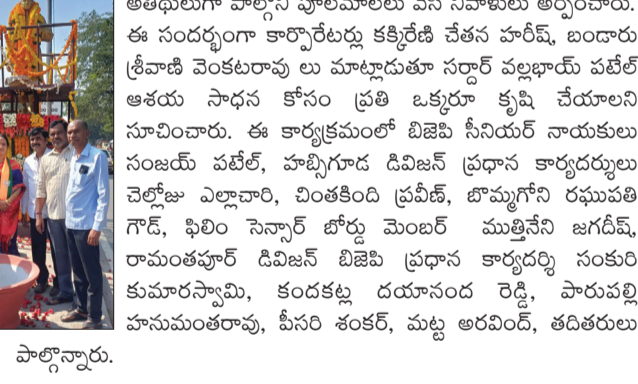 అతిథులుగా పాల్గొని పూలమాలలు వేసి నివాళులు అర్పించారు.
ఈ సందర్భంగా కార్పొరేటర్లు కక్కిరేణి చేతన హరీష్, బండారు
శ్రీవాణి వెంకటరావు లు మాట్లాడుతూ సర్దార్ వల్లభాయ్ పటేల్
ఆశయ సాధన కోసం ప్రతి ఒక్కరూ కృషి చేయాలని
సూచించారు. ఈ కార్యక్రమంలో బిజెపి సీనియర్ నాయకులు
సంజయ్ పటేల్, హబ్సిగూడ డివిజన్ ప్రధాన కార్యదర్శులు
చెల్లోజు ఎల్లాచారి, చింతకింది ప్రవీణ్, బొమ్మగోని రఘుపతి
గౌడ్, ఫిలిం సెన్సార్ బోర్డు మెంబర్ ముత్తినేని జగదీష్,
రామంతపూర్ డివిజన్ బిజెపి ప్రధాన కార్యదర్శి సంకురి
కుమారస్వామి, కందకట్ల దయానంద రెడ్డి, పారుపల్లి
హనుమంతరావు, పీసరి శంకర్, మట్ట అరవింద్, తదితరులు
పాల్గొన్నారు.